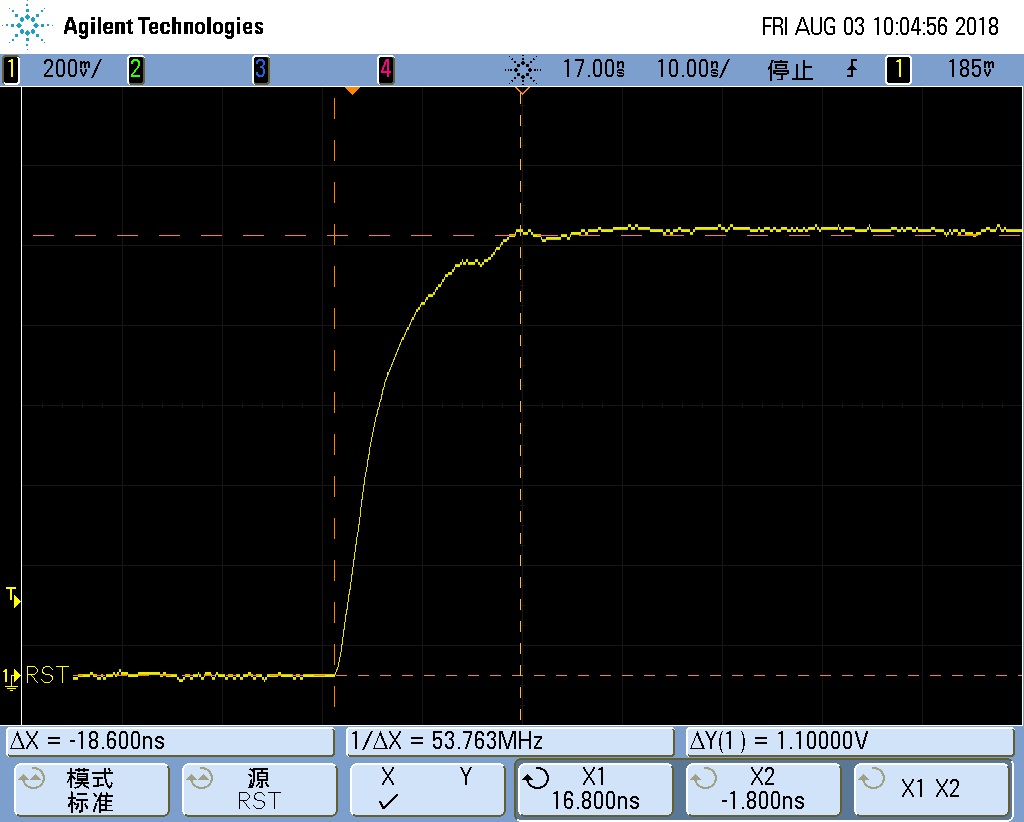 Agilent Technologies
FRI AUG 03 10:04:56 2018
1 200mV/ 2 3 4 17.00ns 10.00ns/ 停止 1 185mV
T
1 RST
ΔX = -18.600ns 1/ΔX = 53.763MHz ΔY(1) = 1.10000V
模式 源 X Y X1 X2 X1 X2
标准 RST ✓ 16.800ns -1.800ns